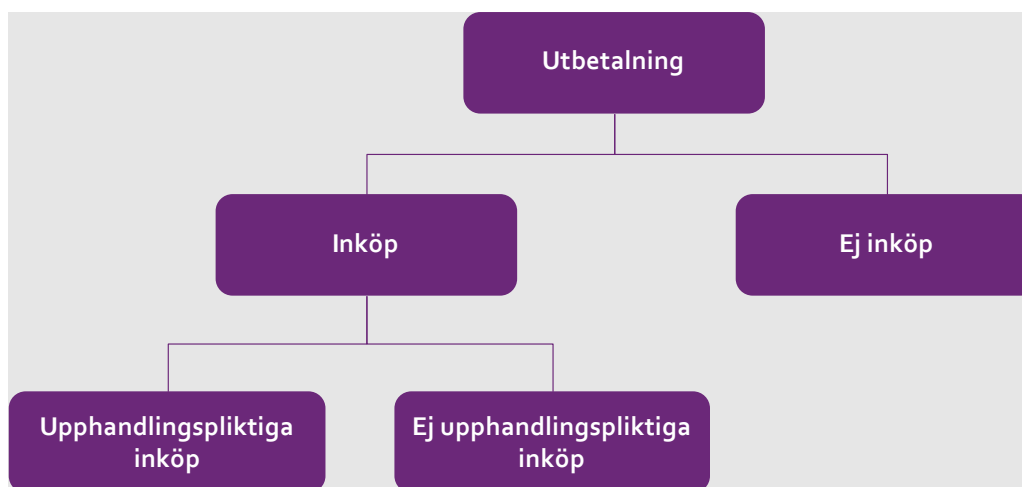 Utbetalning
Inköp
Ej inköp
Upphandlingspliktiga
inköp
Ej upphandlingspliktiga
inköp